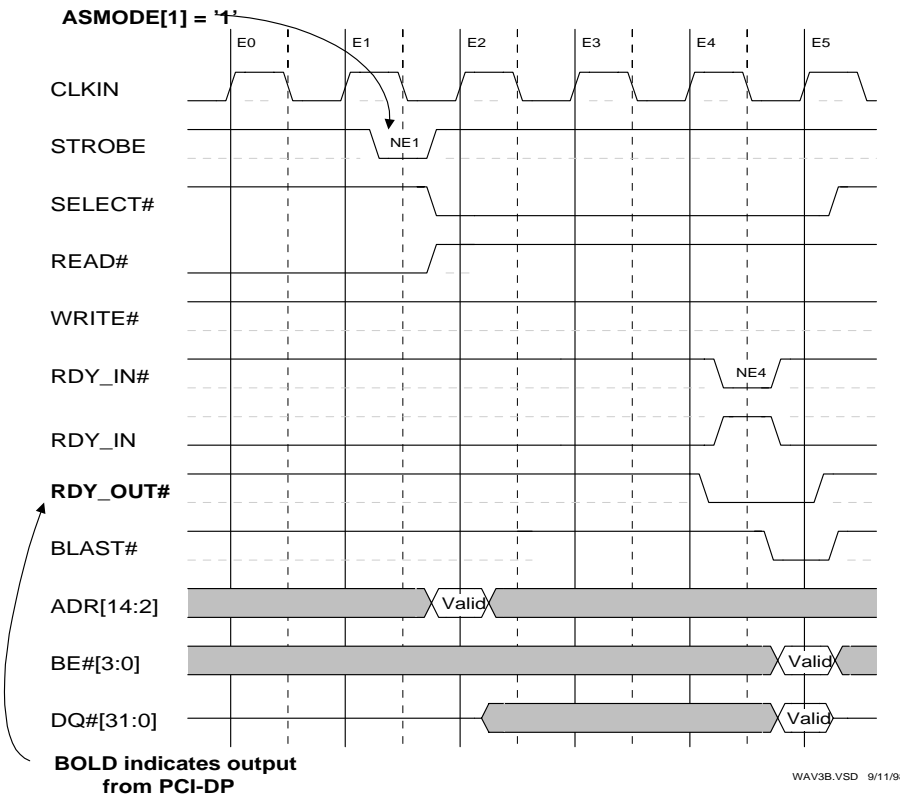 ASMODE[1] = '1'
E0 E1 E2 E3 E4 E5
CLKIN
STROBE NE1
SELECT#
READ#
WRITE#
RDY_IN# NE4
RDY_IN
RDY_OUT#
BLAST#
ADR[14:2] Valid
BE#[3:0] Valid
DQ#[31:0] Valid
BOLD indicates output
from PCI-DP
WAV3B.VSD